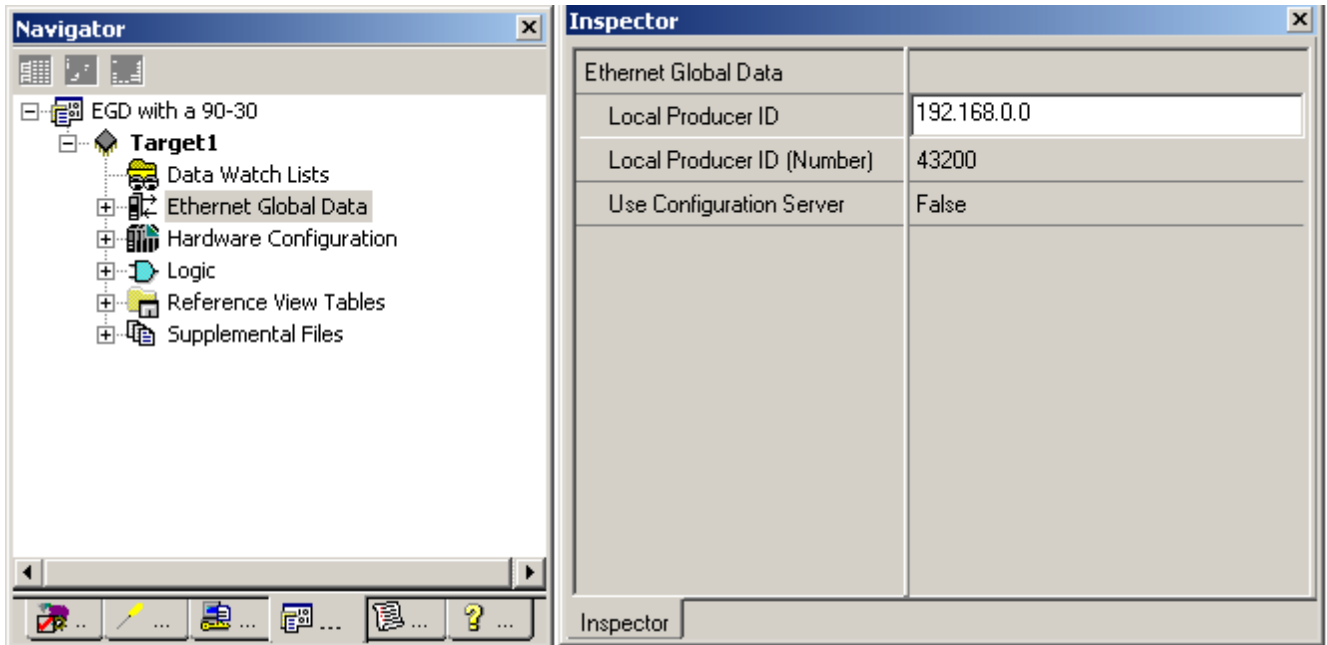 Navigator
EGD with a 90-30
Target1
Data Watch Lists
Ethernet Global Data
Hardware Configuration
Logic
Reference View Tables
Supplemental Files
.. ... ... ... ... ...
Inspector
Ethernet Global Data
Local Producer ID 192.168.0.0
Local Producer ID (Number) 43200
Use Configuration Server False
Inspector